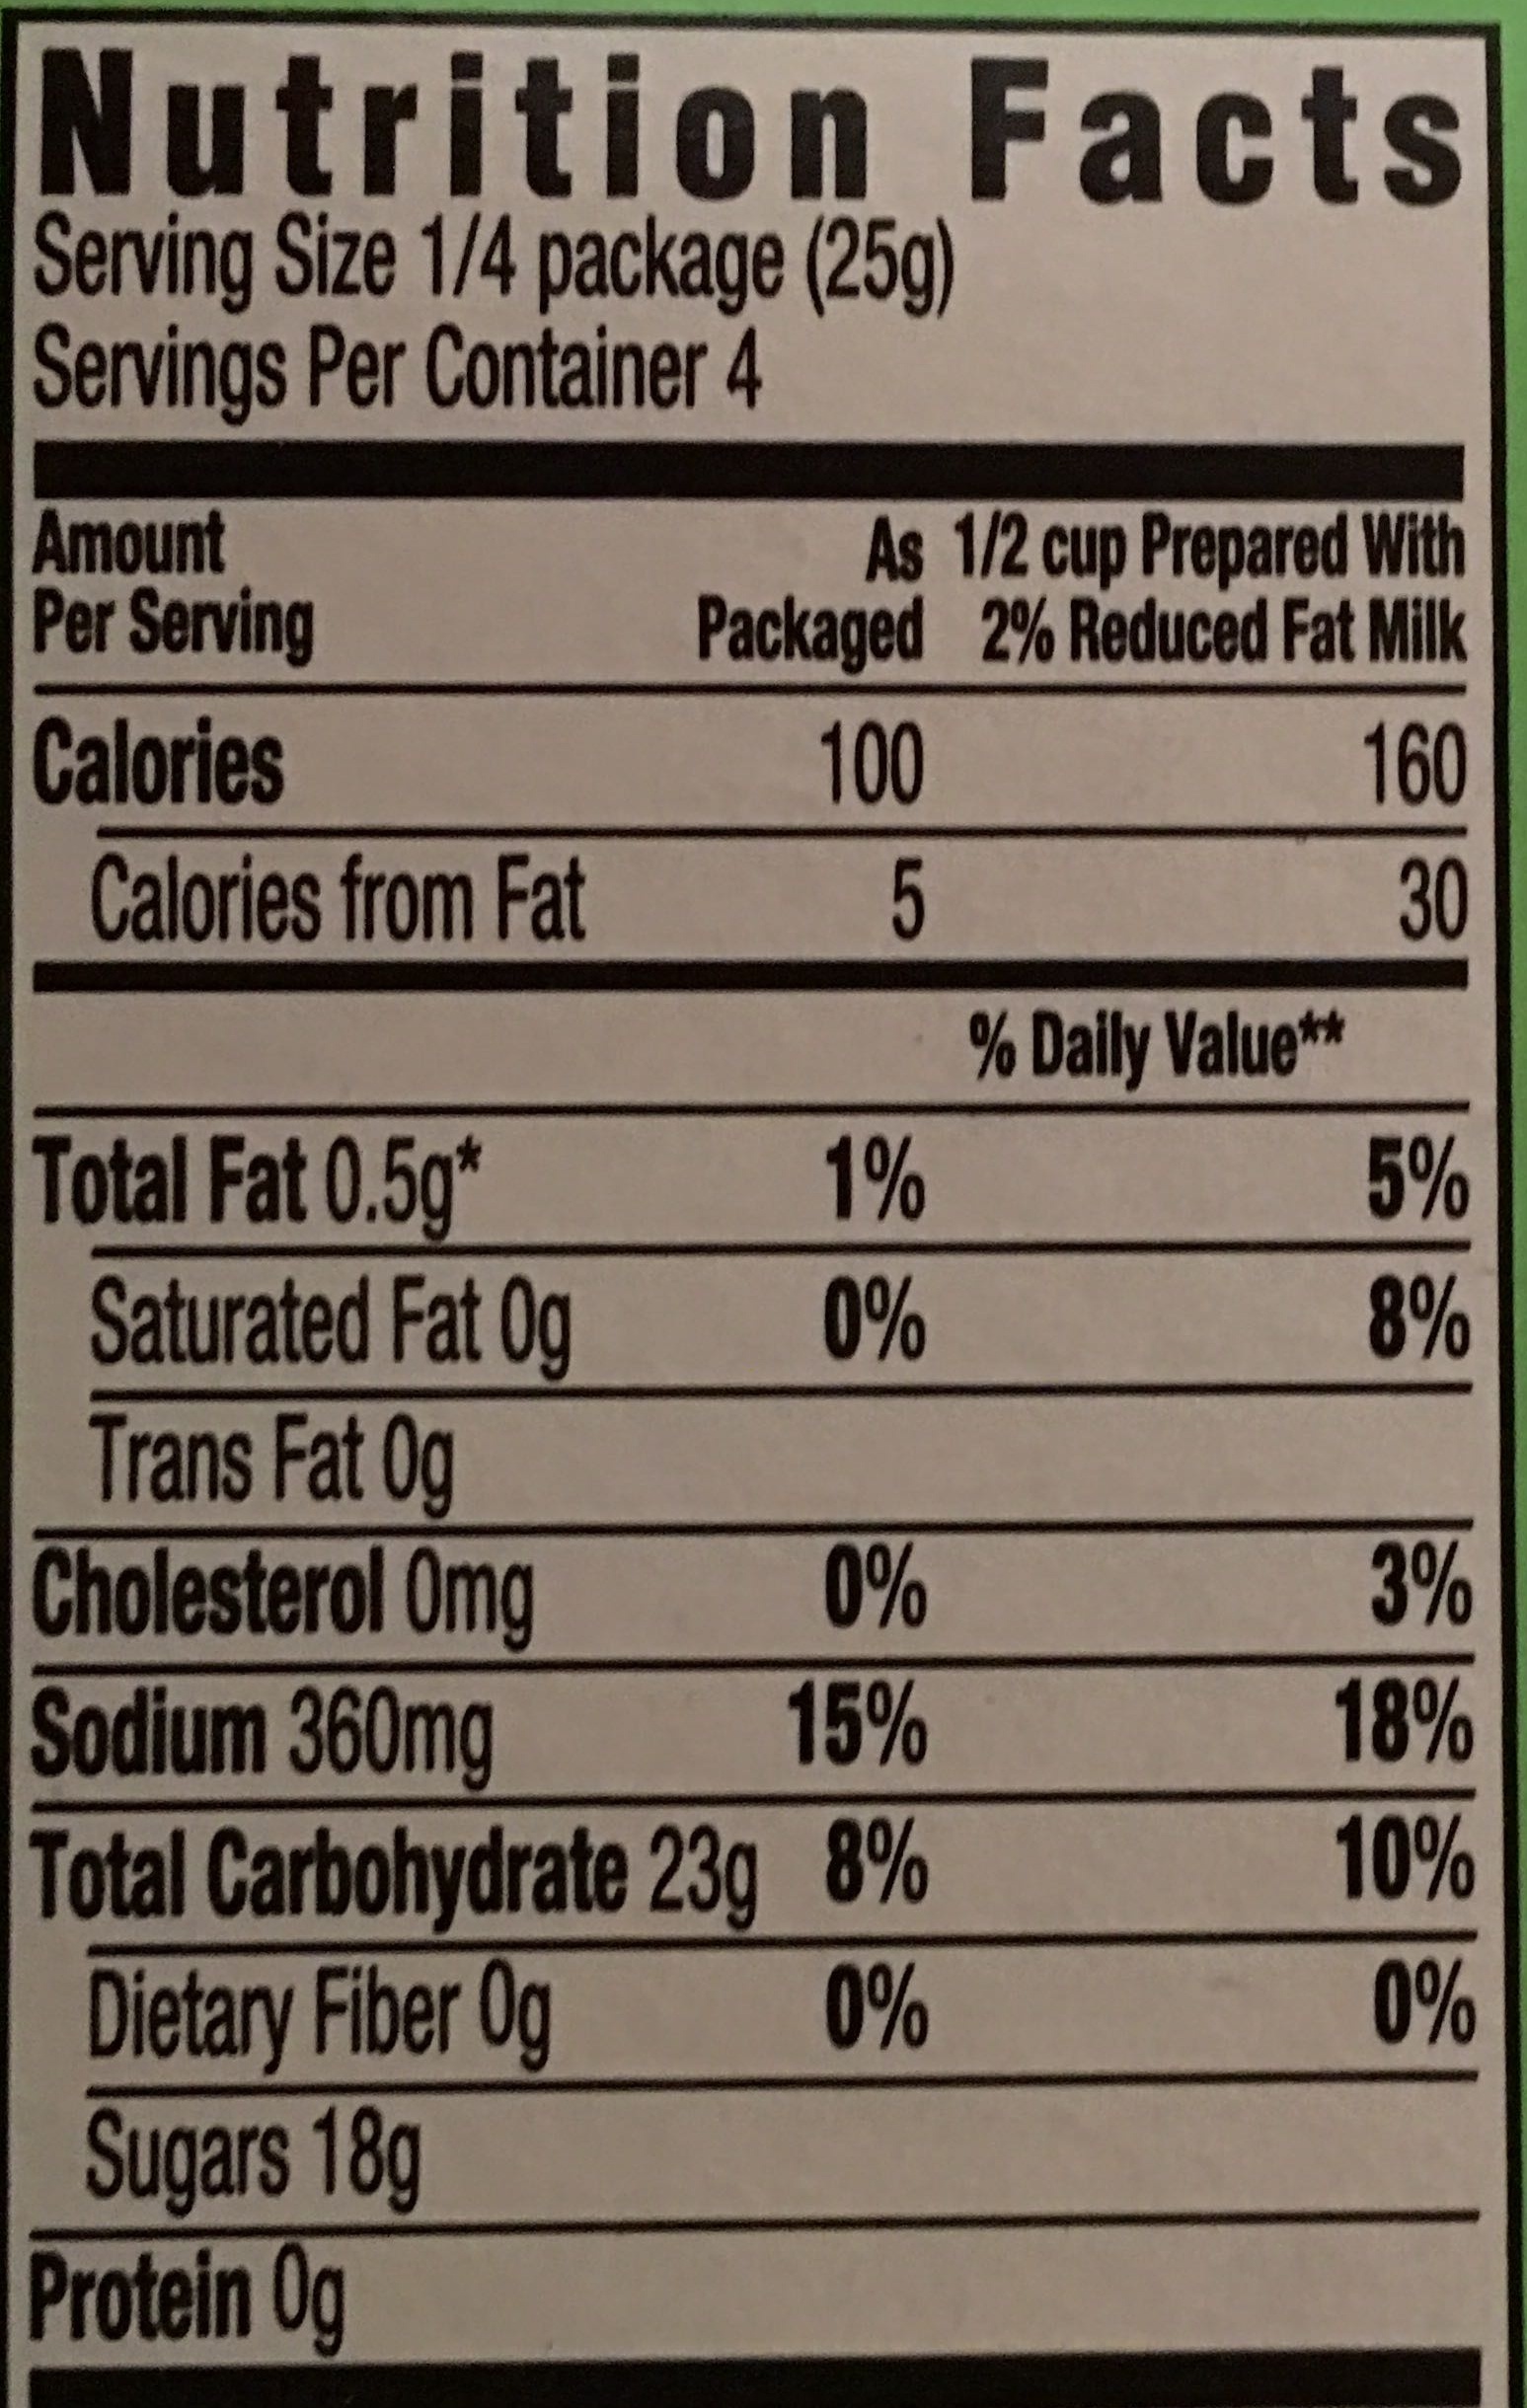 Nutrition Facts
Serving Size 1/4 package (25g)
Servings Per Container 4
Amount Per Serving As Packaged 1/2 cup Prepared With 2% Reduced Fat Milk
Calories 100 160
Calories from Fat 5 30
% Daily Value**
Total Fat 0.5g* 1% 5%
Saturated Fat 0g 0% 8%
Trans Fat 0g
Cholesterol 0mg 0% 3%
Sodium 360mg 15% 18%
Total Carbohydrate 23g 8% 10%
Dietary Fiber 0g 0% 0%
Sugars 18g
Protein 0g